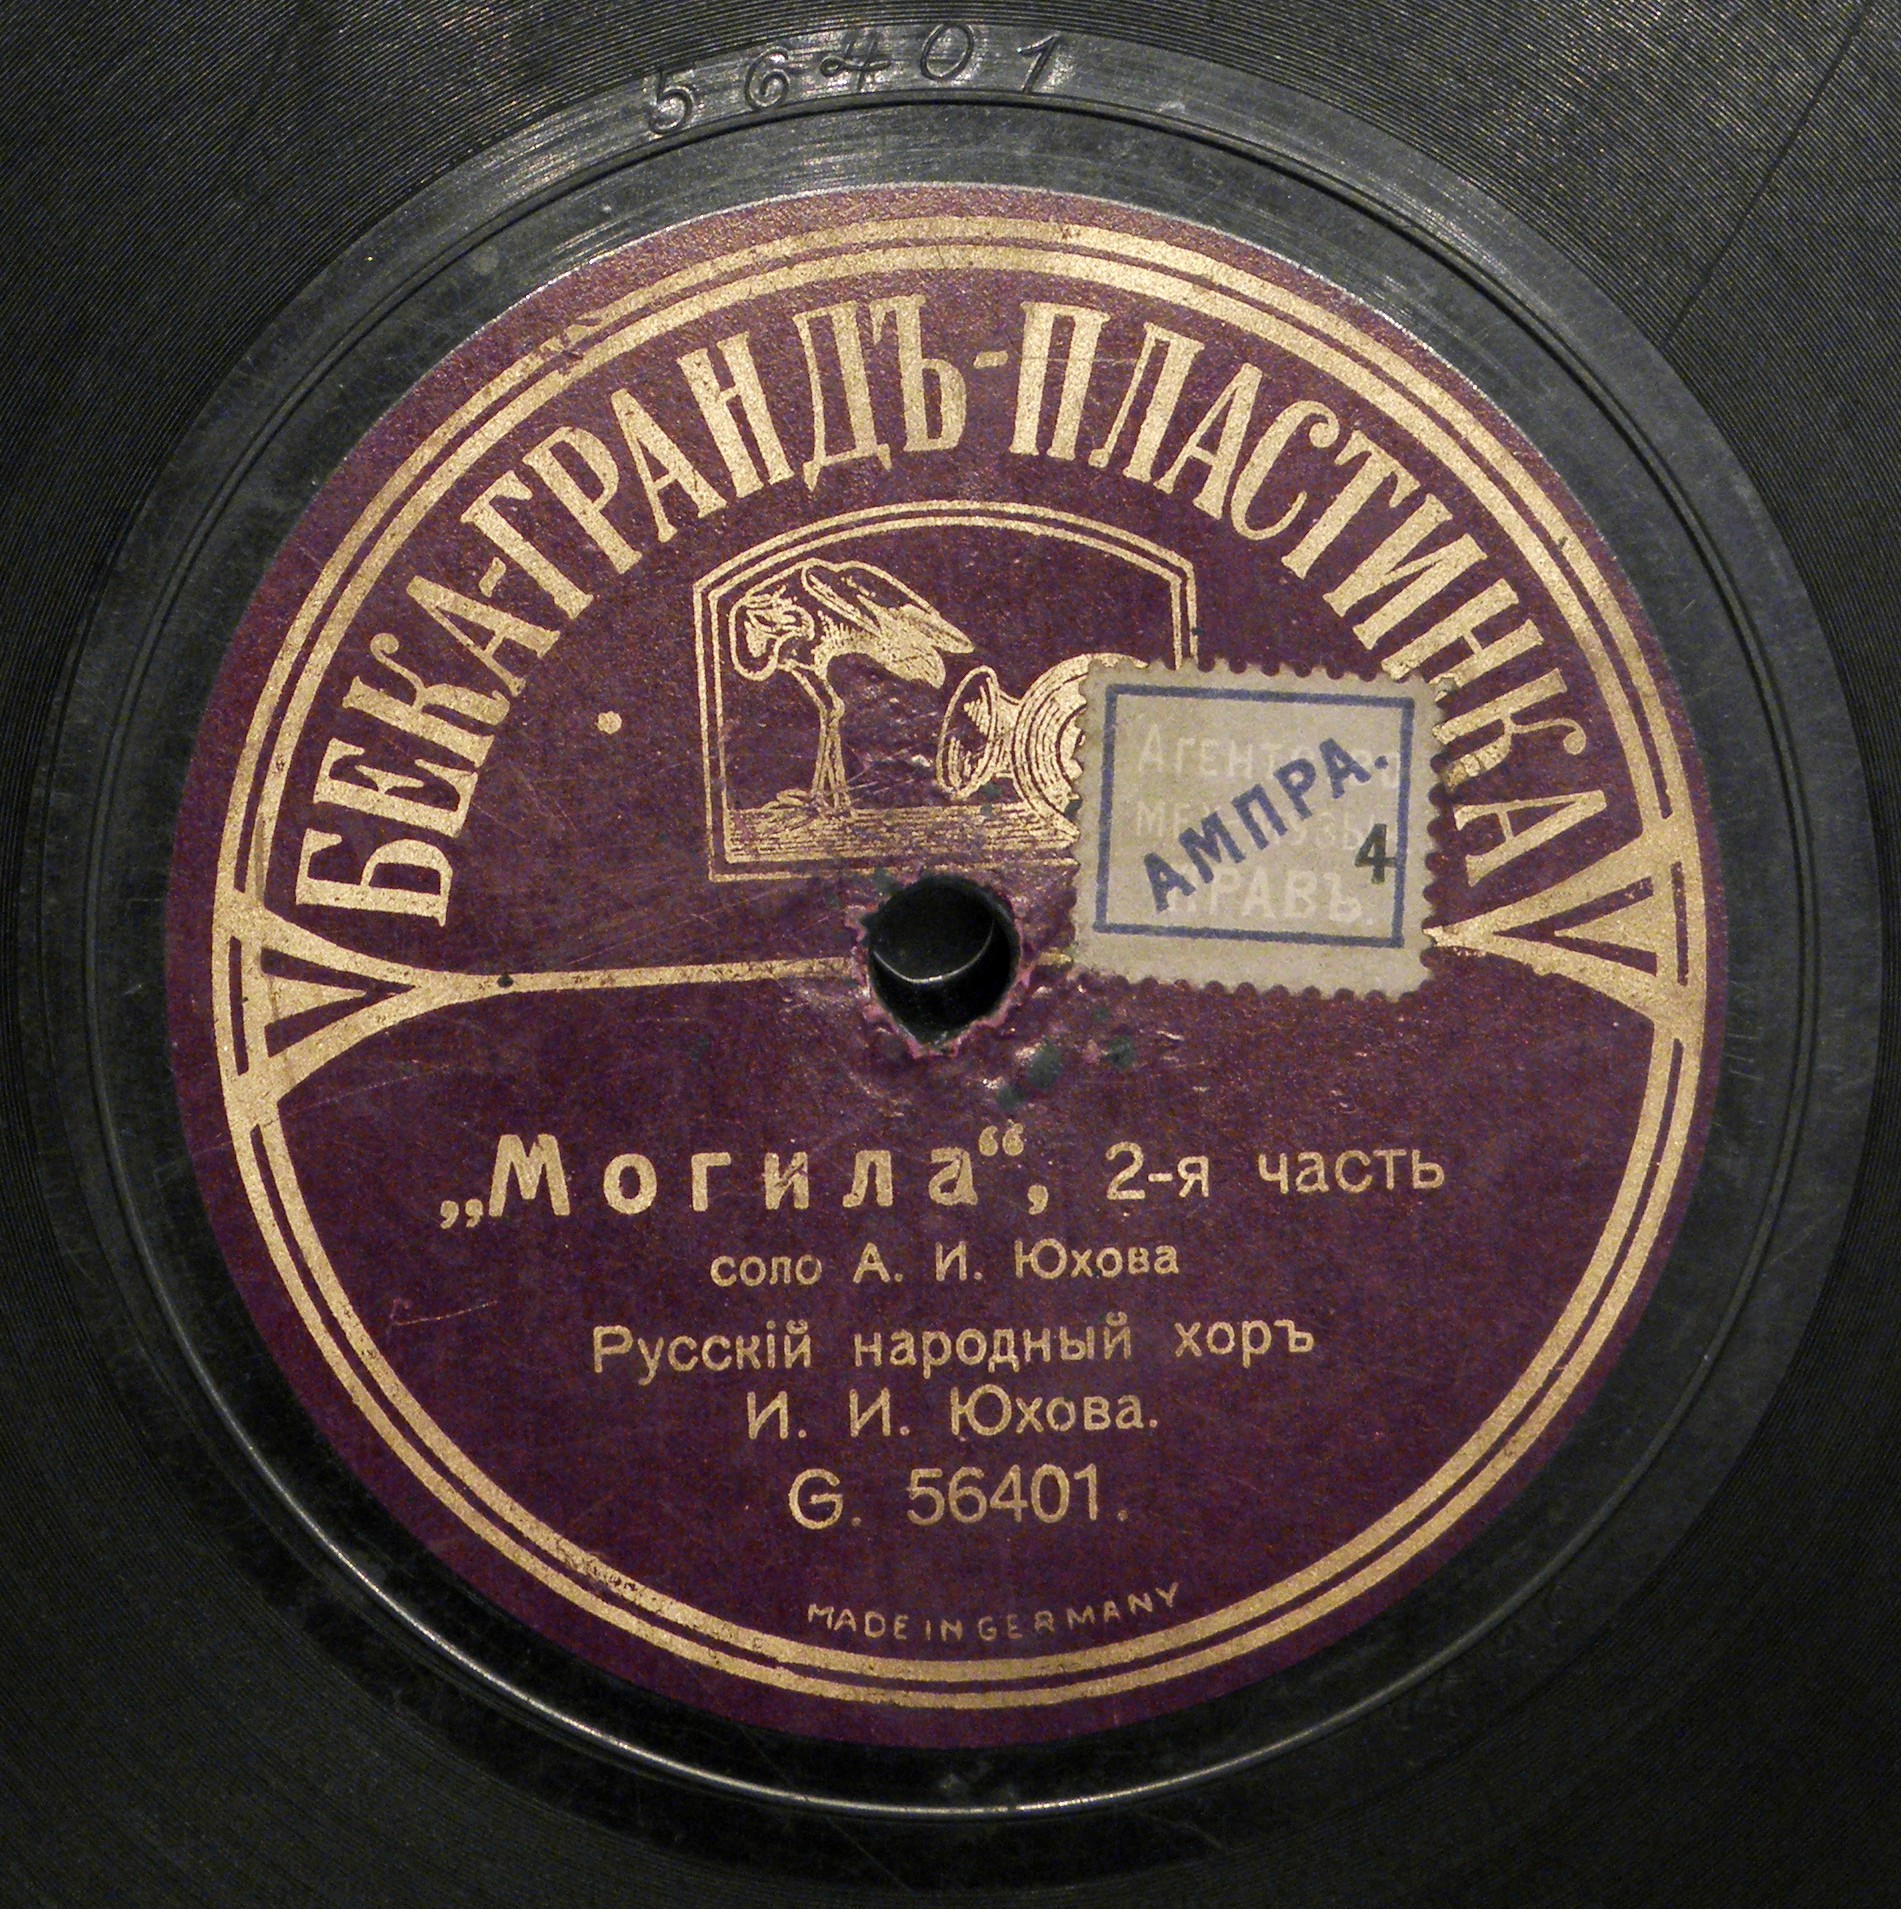 56401
БЕКА-ГРАНДЪ-ПЛАСТИНКА
АМПРА.
4
ПРАВЪ.
„Могила“, 2-я часть
соло А. И. Юхова
Русскій народный хоръ
И. И. Юхова.
G. 56401.
MADE IN GERMANY